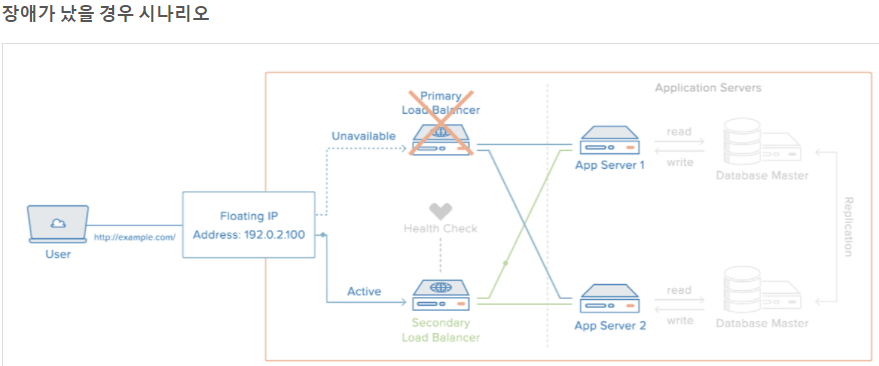 장애가 났을 경우 시나리오
Primary
Load Balancer
Application Servers
Unavailable
read
write
App Server 1
Database Master
Floating IP
Address: 192.0.2.100
http://example.com/
User
Health Check
Replication
Active
Secondary
Load Balancer
read
write
App Server 2
Database Master